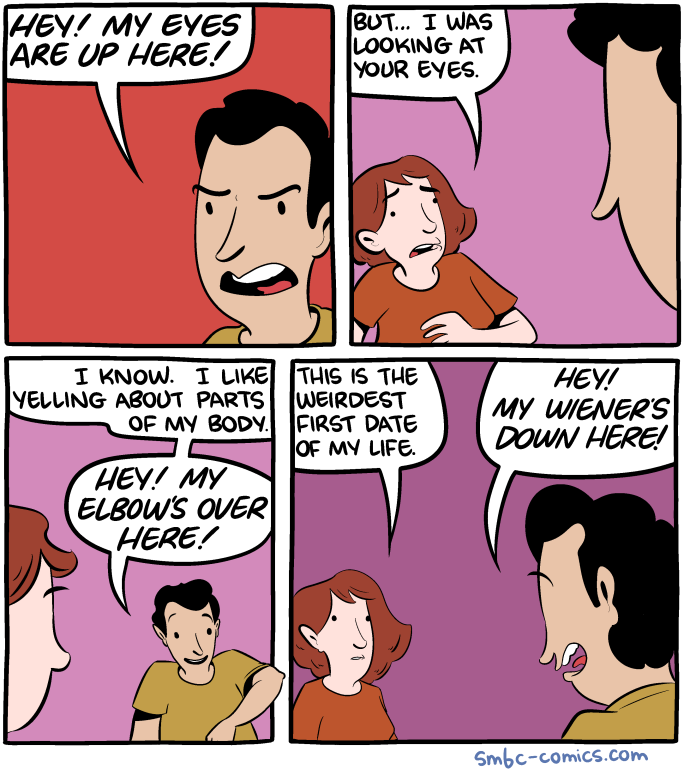 HEY! MY EYES
ARE UP HERE!
BUT... I WAS
LOOKING AT
YOUR EYES.
I KNOW. I LIKE
YELLING ABOUT PARTS
OF MY BODY.
HEY! MY
ELBOW'S OVER
HERE!
THIS IS THE
WEIRDEST
FIRST DATE
OF MY LIFE.
HEY!
MY WIENER'S
DOWN HERE!
smbc-comics.com